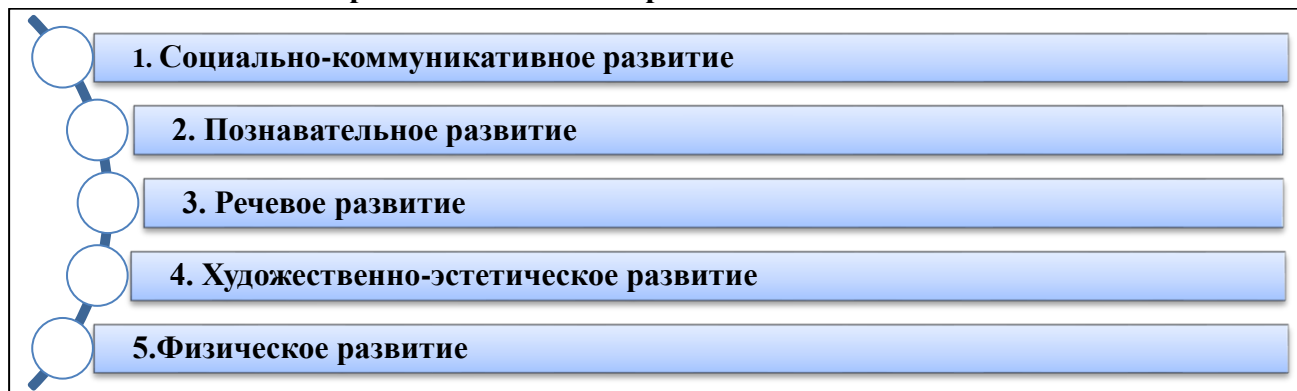 1. Социально-коммуникативное развитие
2. Познавательное развитие
3. Речевое развитие
4. Художественно-эстетическое развитие
5.Физическое развитие